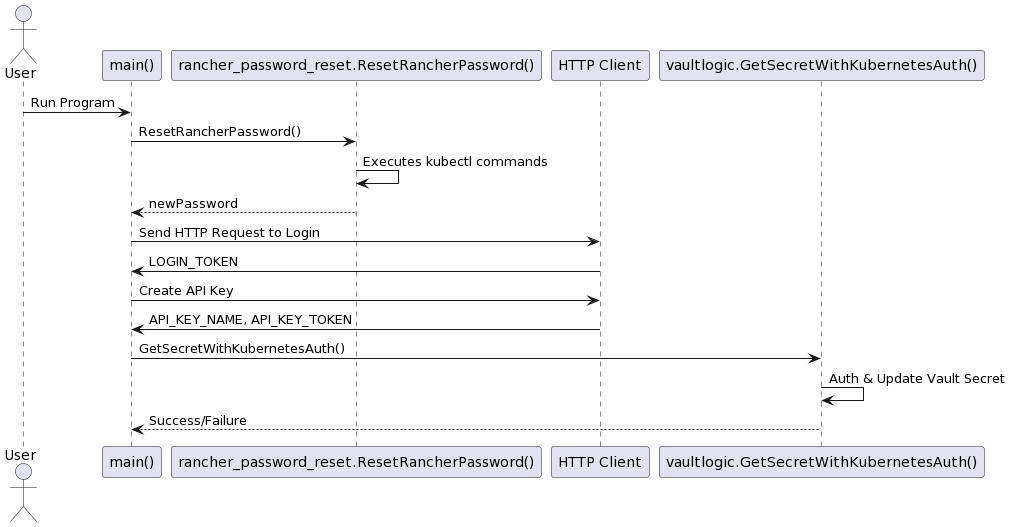 User
main()
rancher_password_reset.ResetRancherPassword()
HTTP Client
vaultlogic.GetSecretWithKubernetesAuth()
Run Program
ResetRancherPassword()
Executes kubectl commands
newPassword
Send HTTP Request to Login
LOGIN_TOKEN
Create API Key
API_KEY_NAME, API_KEY_TOKEN
GetSecretWithKubernetesAuth()
Auth & Update Vault Secret
Success/Failure
User
main()
rancher_password_reset.ResetRancherPassword()
HTTP Client
vaultlogic.GetSecretWithKubernetesAuth()